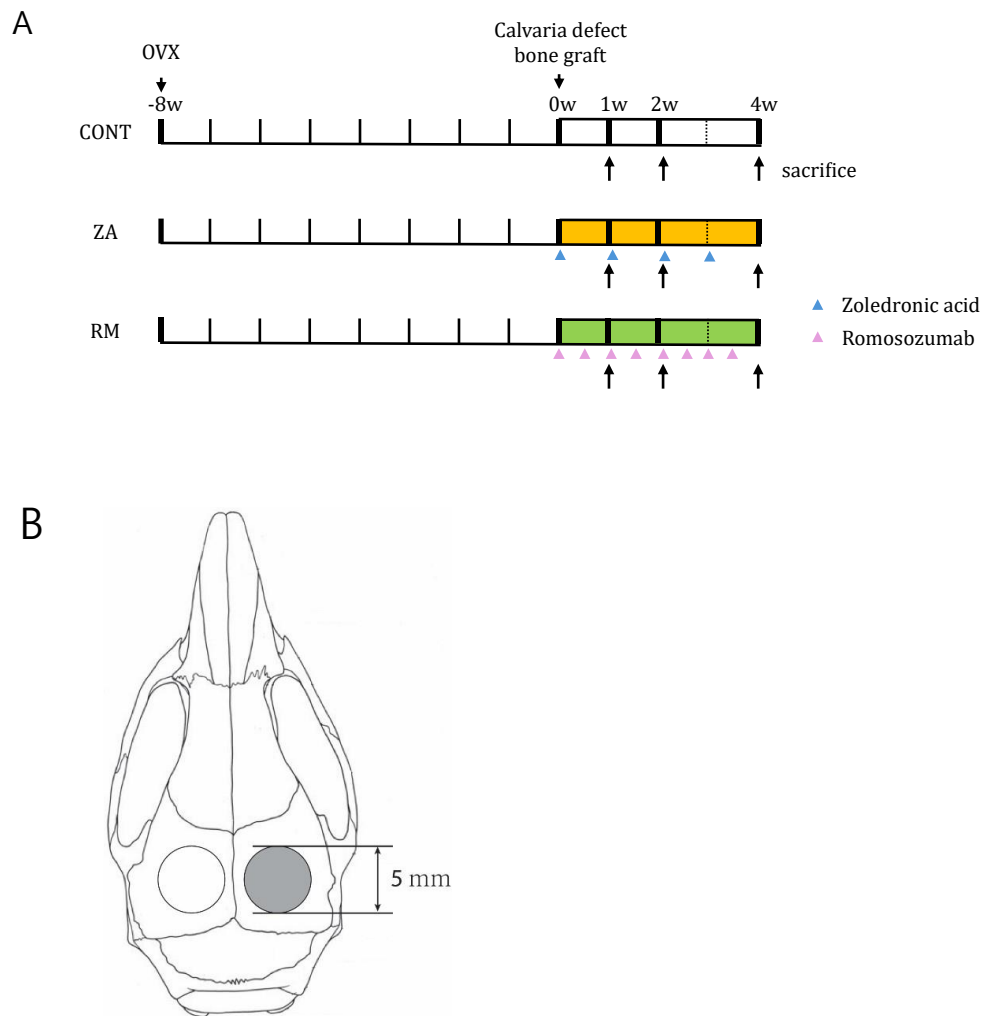 A
OVX
Calvaria defect
bone graft
-8w
0w 1w 2w 4w
CONT
sacrifice
ZA
Zoledronic acid
RM
Romosozumab
B
5 mm